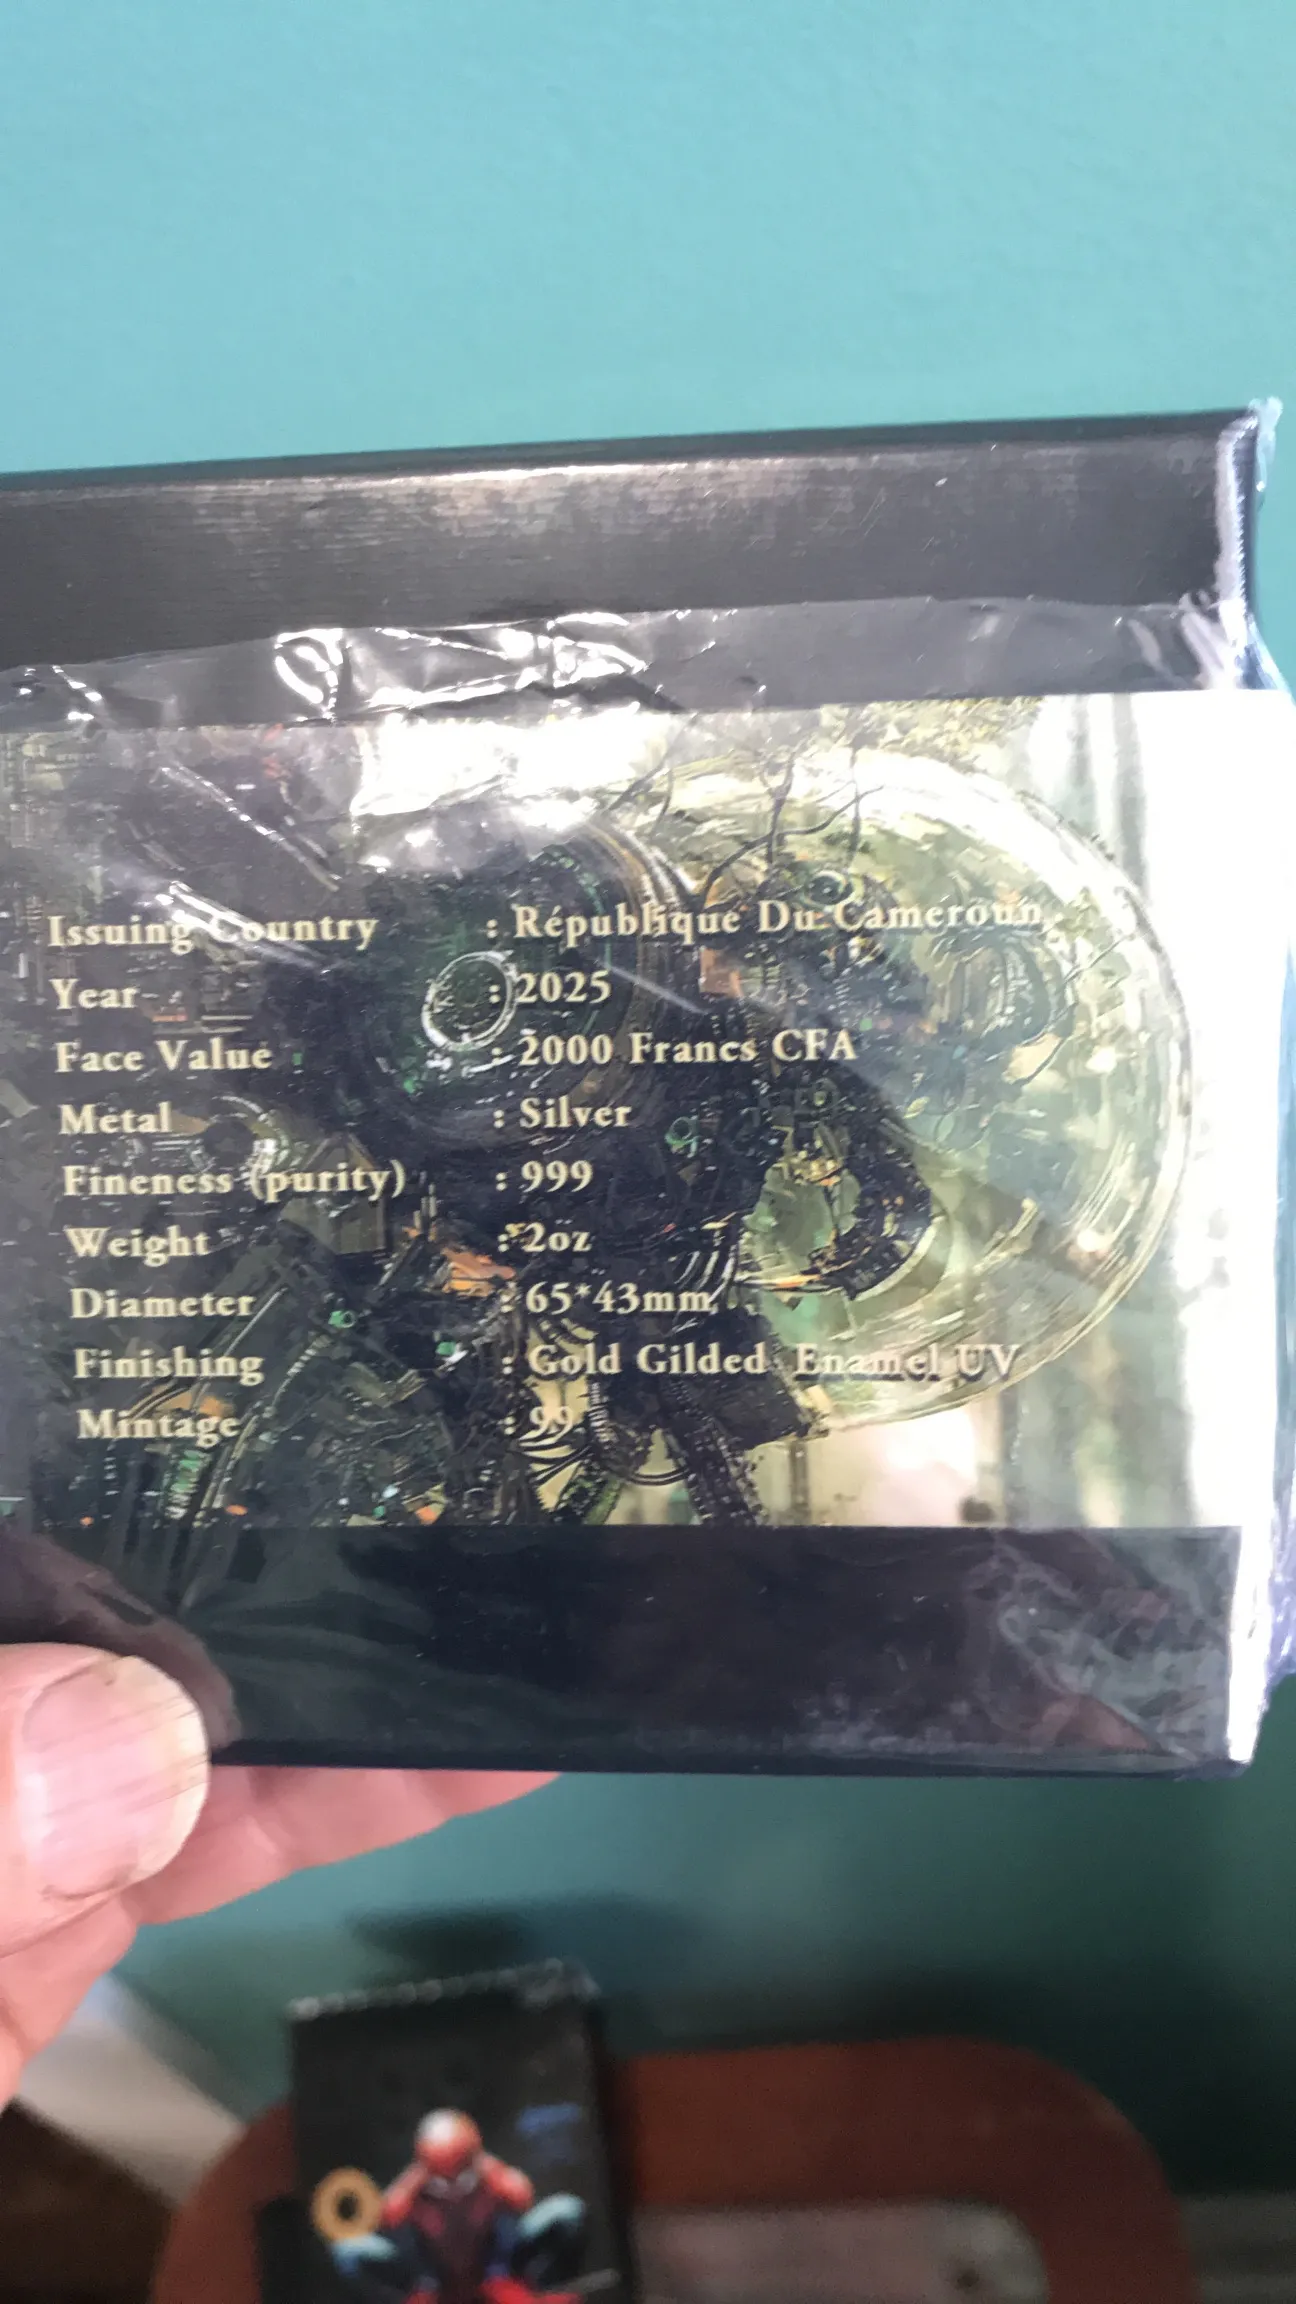 Issuing Country : République Du Cameroun
Year : 2025
Face Value : 2000 Francs CFA
Metal : Silver
Fineness (purity) : 999
Weight : 2oz
Diameter : 65*43mm
Finishing : Gold Gilded Enamel UV
Mintage : 99